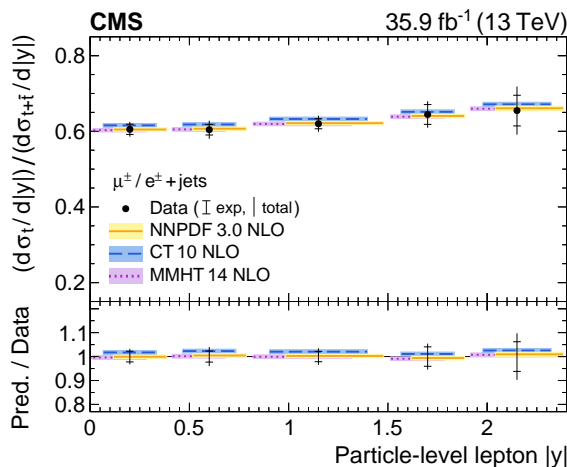 CMS 35.9 fb⁻¹ (13 TeV)
(dσt/d|y|)/(dσt+t̄/d|y|)
0.8
0.6
0.4
0.2
μ± / e± + jets
Data ( exp, | total)
NNPDF 3.0 NLO
CT 10 NLO
MMHT 14 NLO
Pred. / Data
1.1
1
0.9
0.8
0 0.5 1 1.5 2
Particle-level lepton |y|